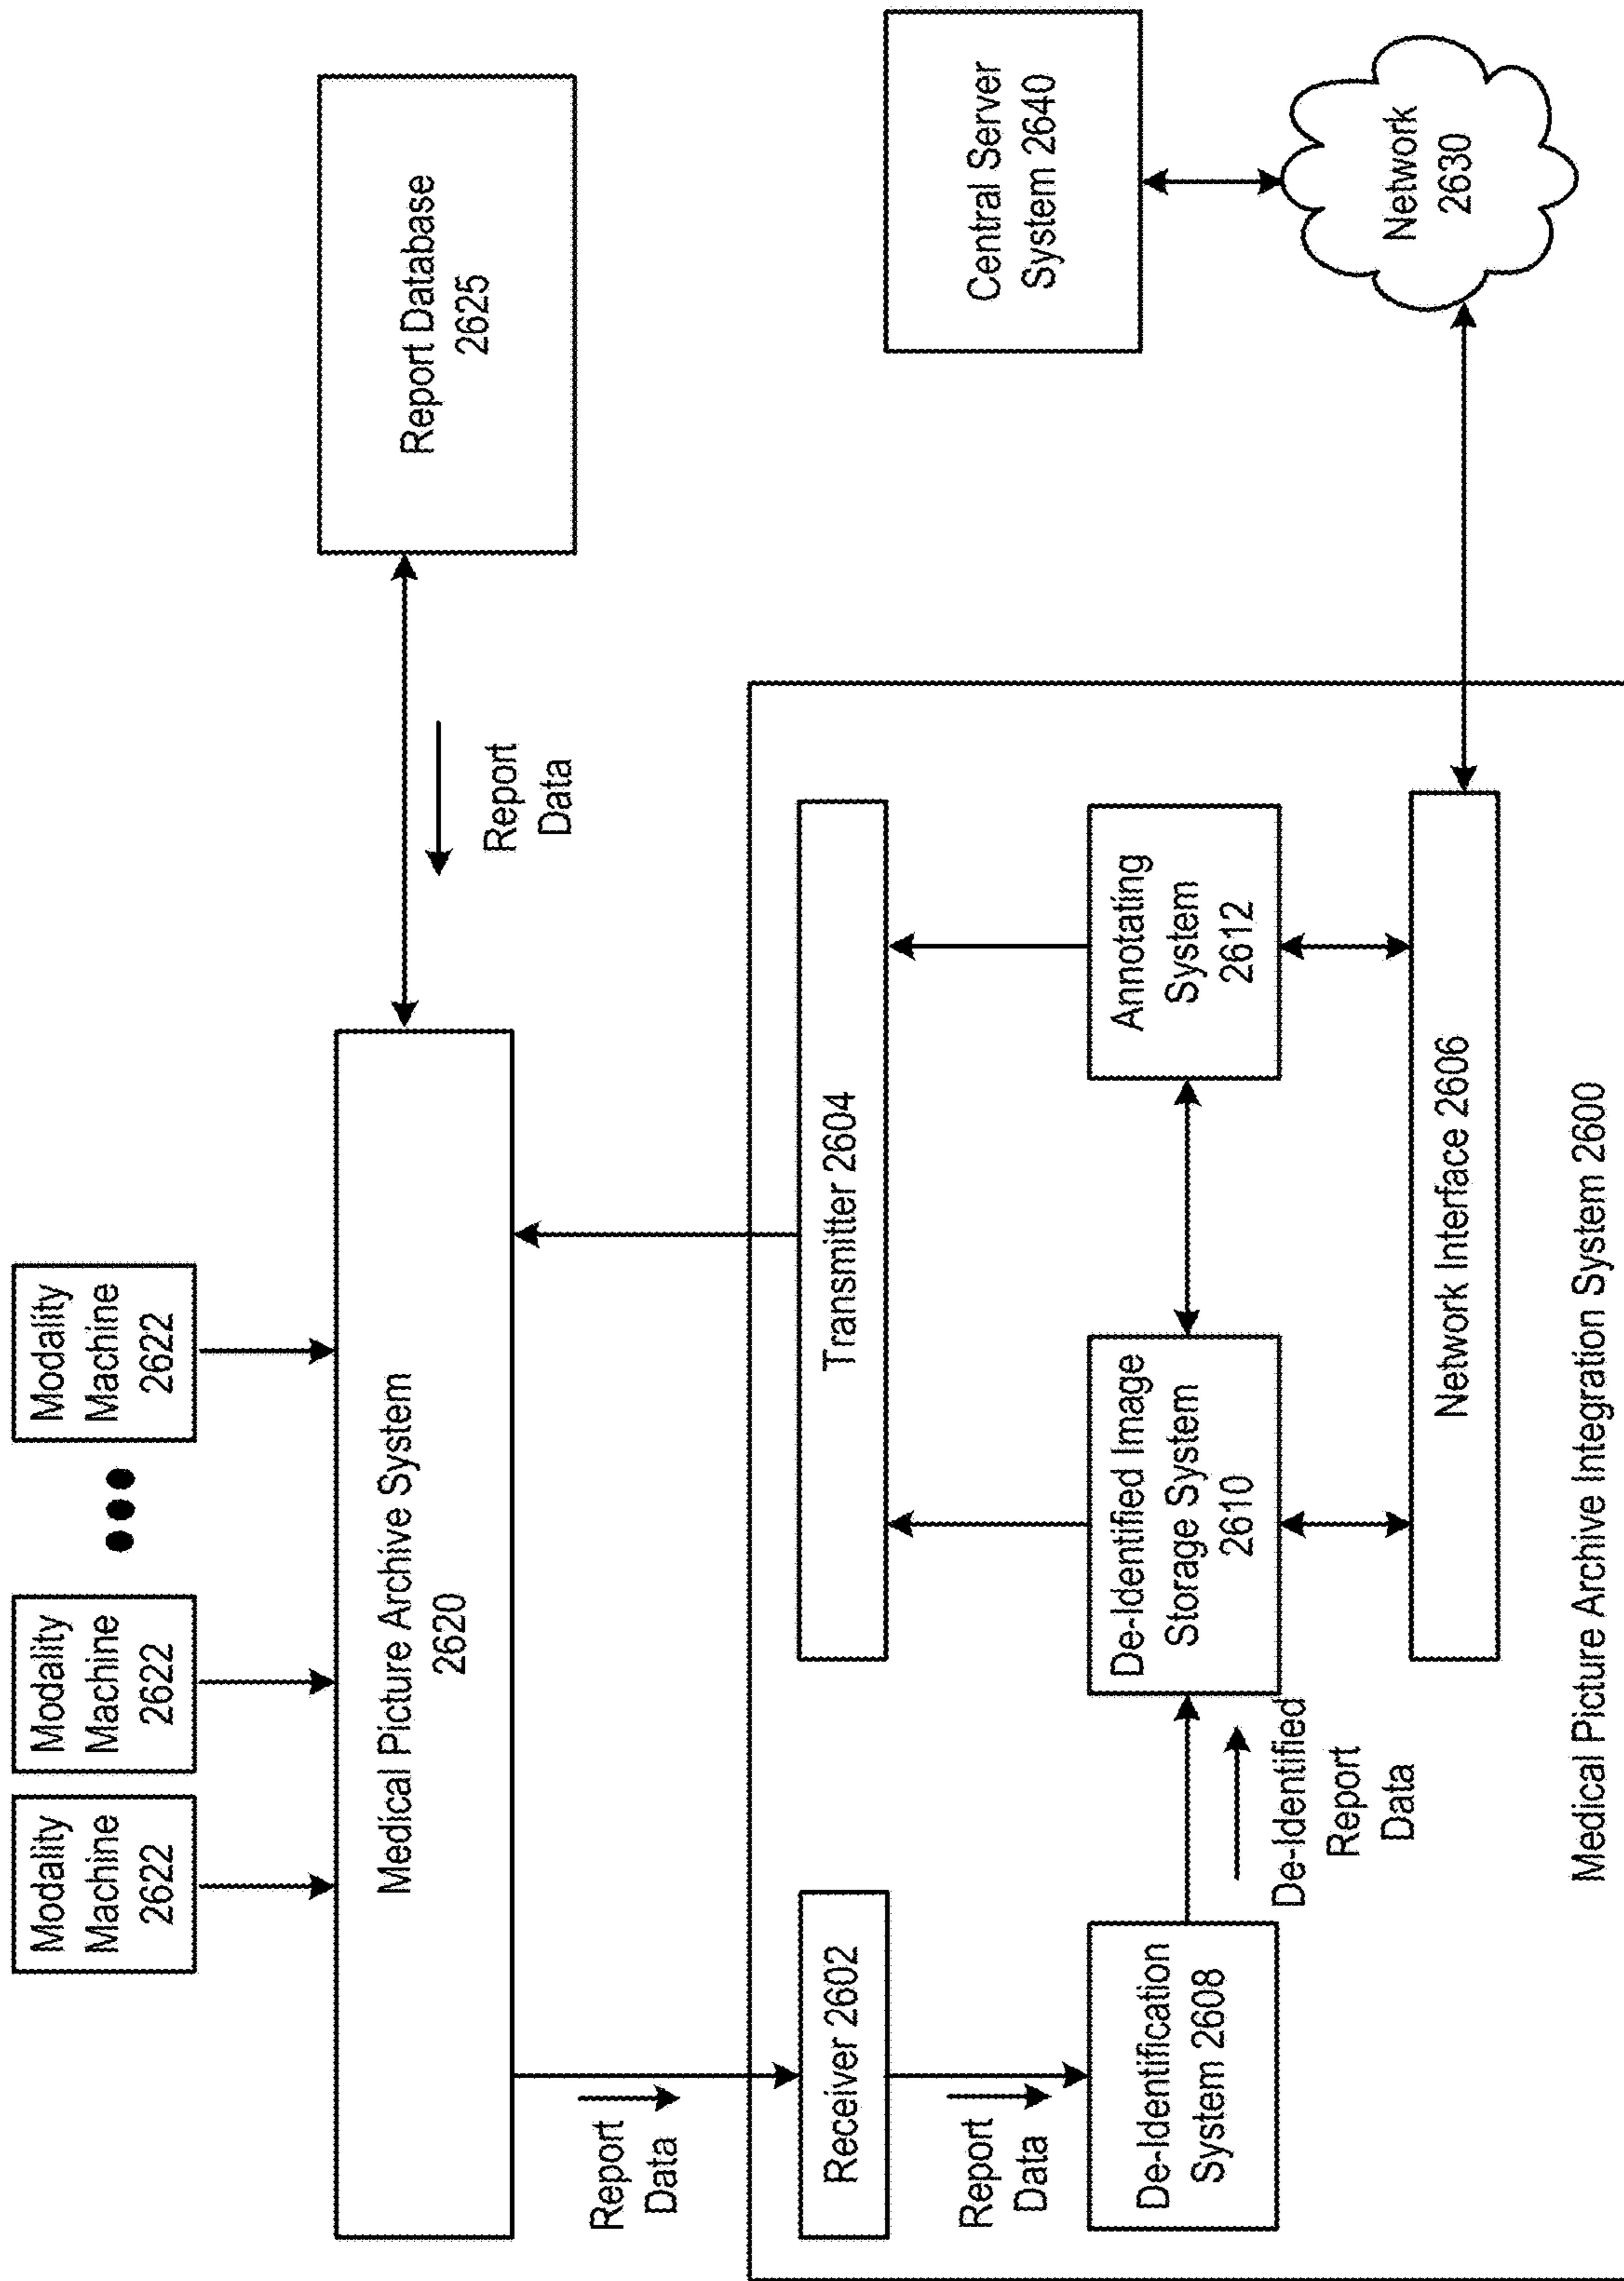 Modality
Machine
2622
Modality
Machine
2622
Modality
Machine
2622
Medical Picture Archive System
2620
Report Database
2625
Report
Data
Report
Data
Receiver 2602
Transmitter 2604
Report
Data
De-Identification
System 2608
De-Identified
Report
Data
De-Identified Image
Storage System
2610
Annotating
System
2612
Network Interface 2606
Medical Picture Archive Integration System 2600
Central Server
System 2640
Network
2630